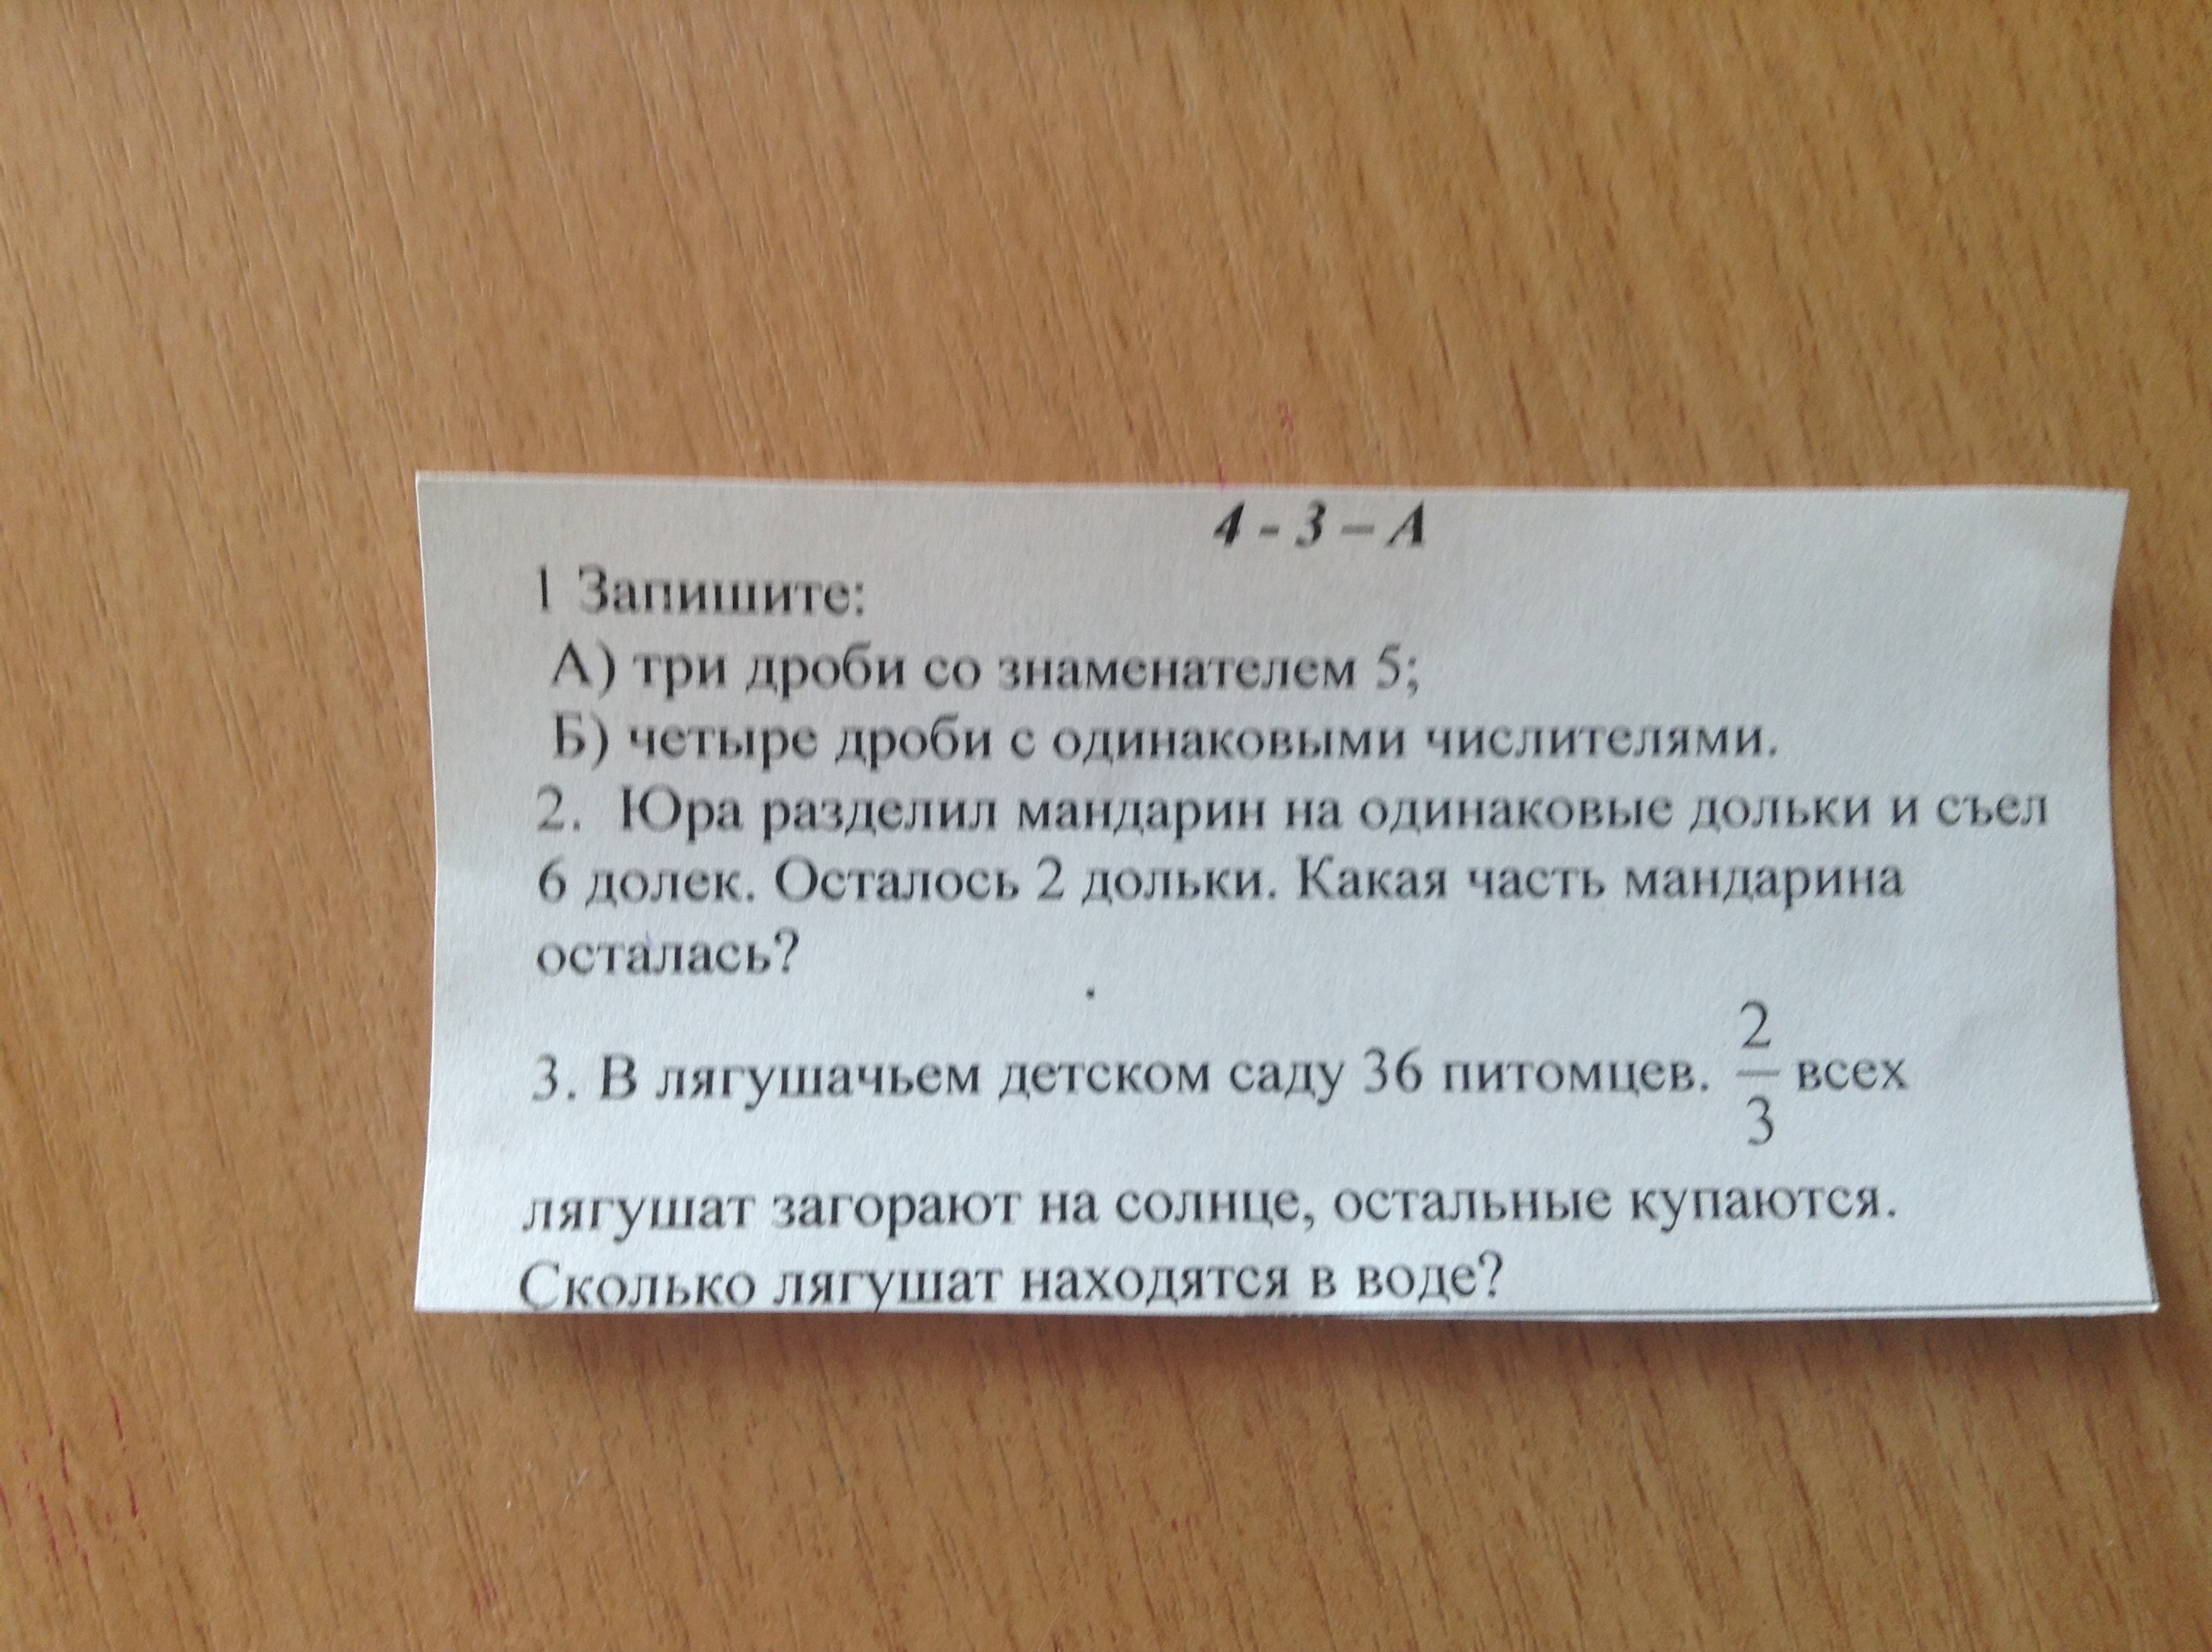 4 - 3 – А
1 Запишите:
А) три дроби со знаменателем 5;
Б) четыре дроби с одинаковыми числителями.
2. Юра разделил мандарин на одинаковые дольки и съел
6 долек. Осталось 2 дольки. Какая часть мандарина
осталась?
3. В лягушачьем детском саду 36 питомцев. 2/3 всех
лягушат загорают на солнце, остальные купаются.
Сколько лягушат находятся в воде?